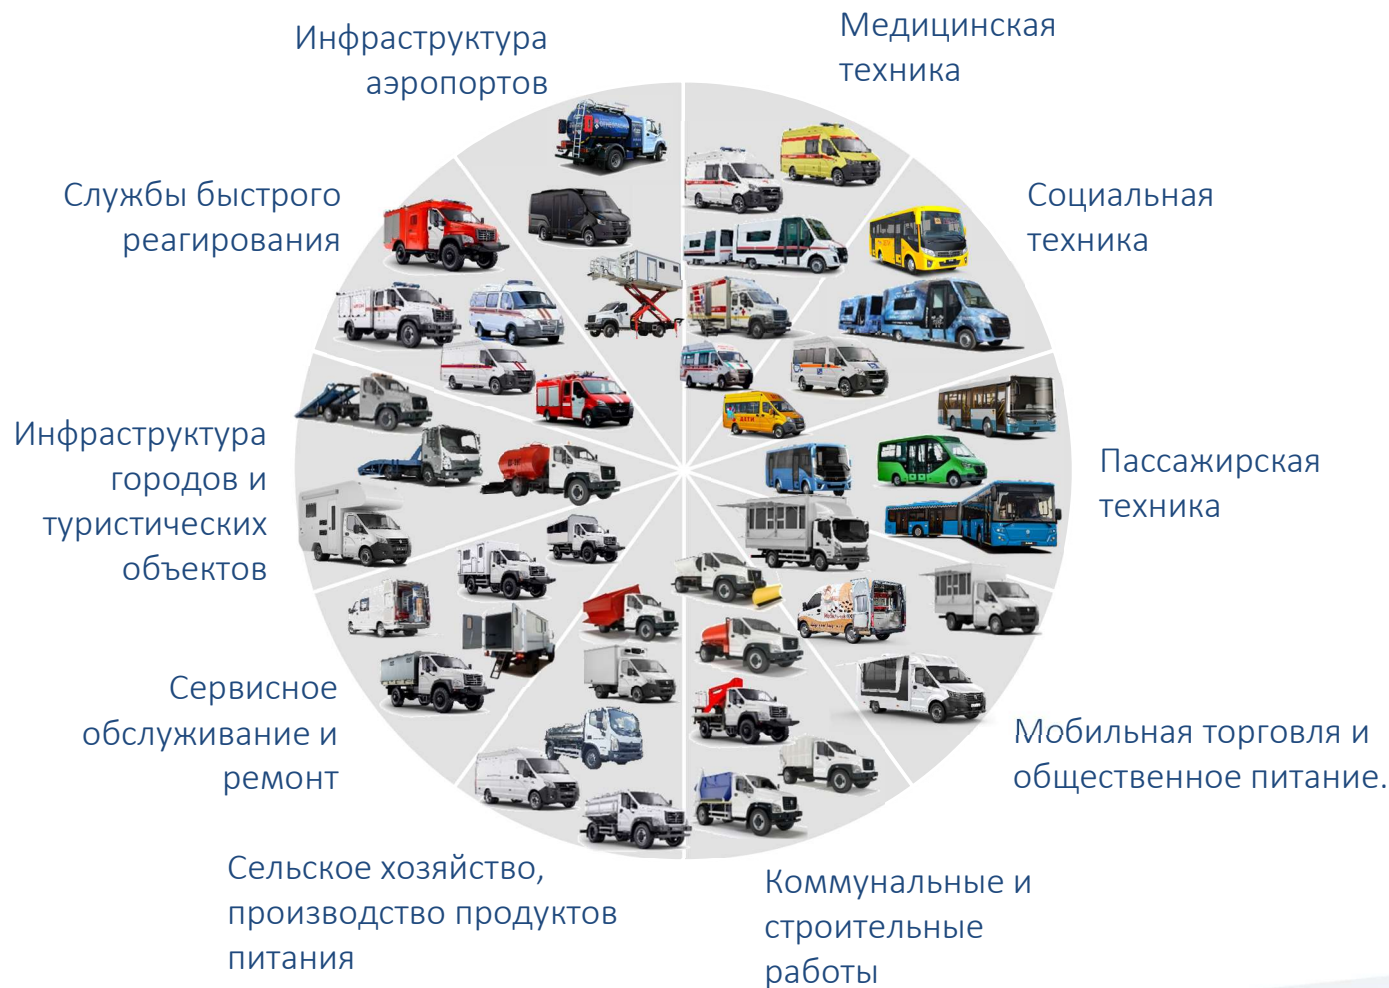 Инфраструктура
аэропортов
Медицинская
техника
Службы быстрого
реагирования
Социальная
техника
Инфраструктура
городов и
туристических
объектов
Пассажирская
техника
Сервисное
обслуживание и
ремонт
Мобильная торговля и
общественное питание.
Сельское хозяйство,
производство продуктов
питания
Коммунальные и
строительные
работы